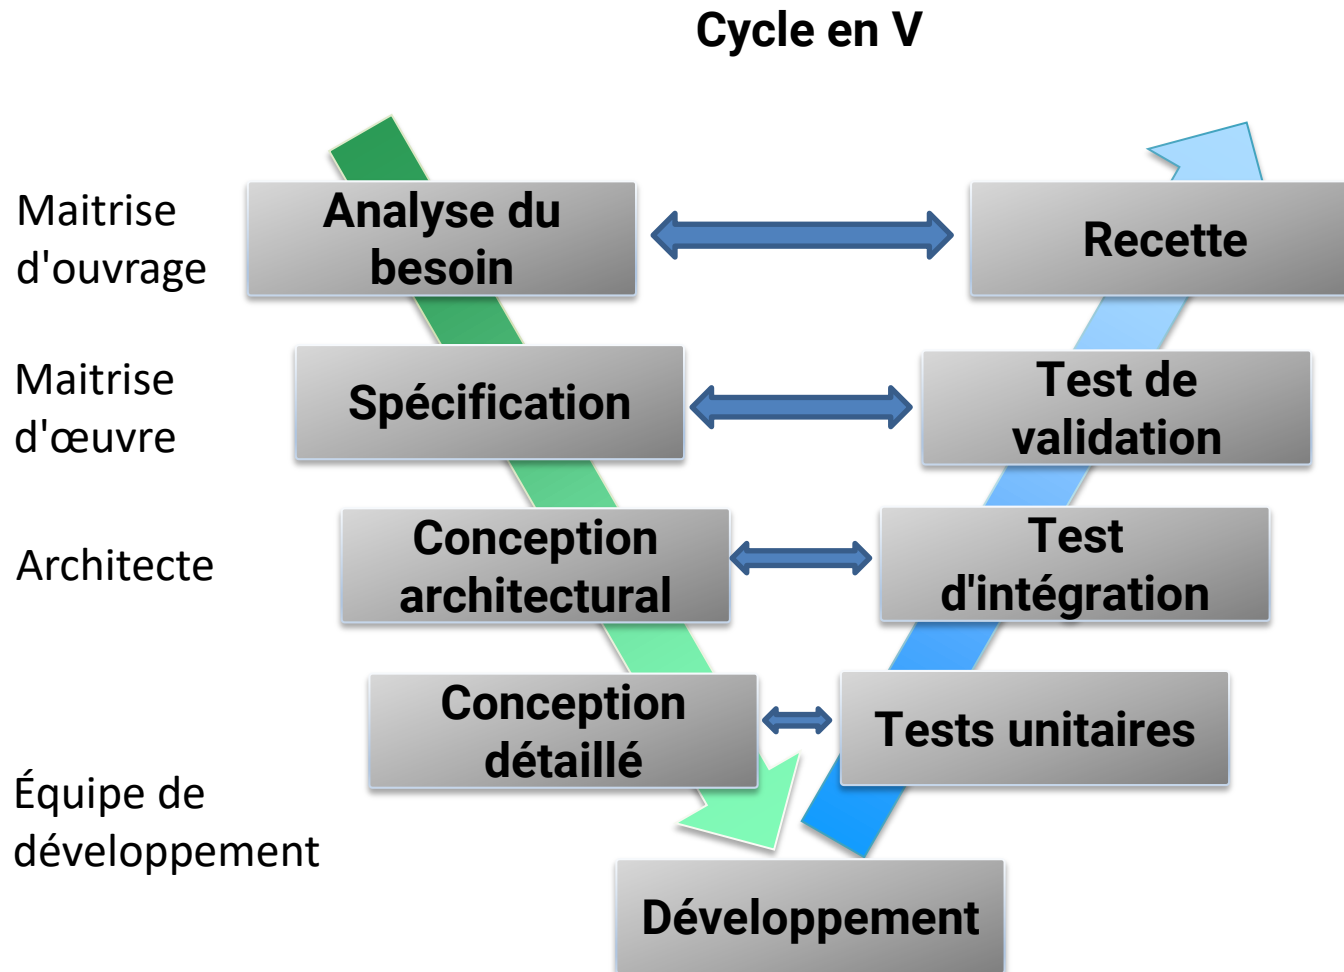 Cycle en V
Maitrise
d'ouvrage
Analyse du
besoin
Recette
Maitrise
d'œuvre
Spécification
Test de
validation
Architecte
Conception
architectural
Test
d'intégration
Conception
détaillé
Tests unitaires
Équipe de
développement
Développement